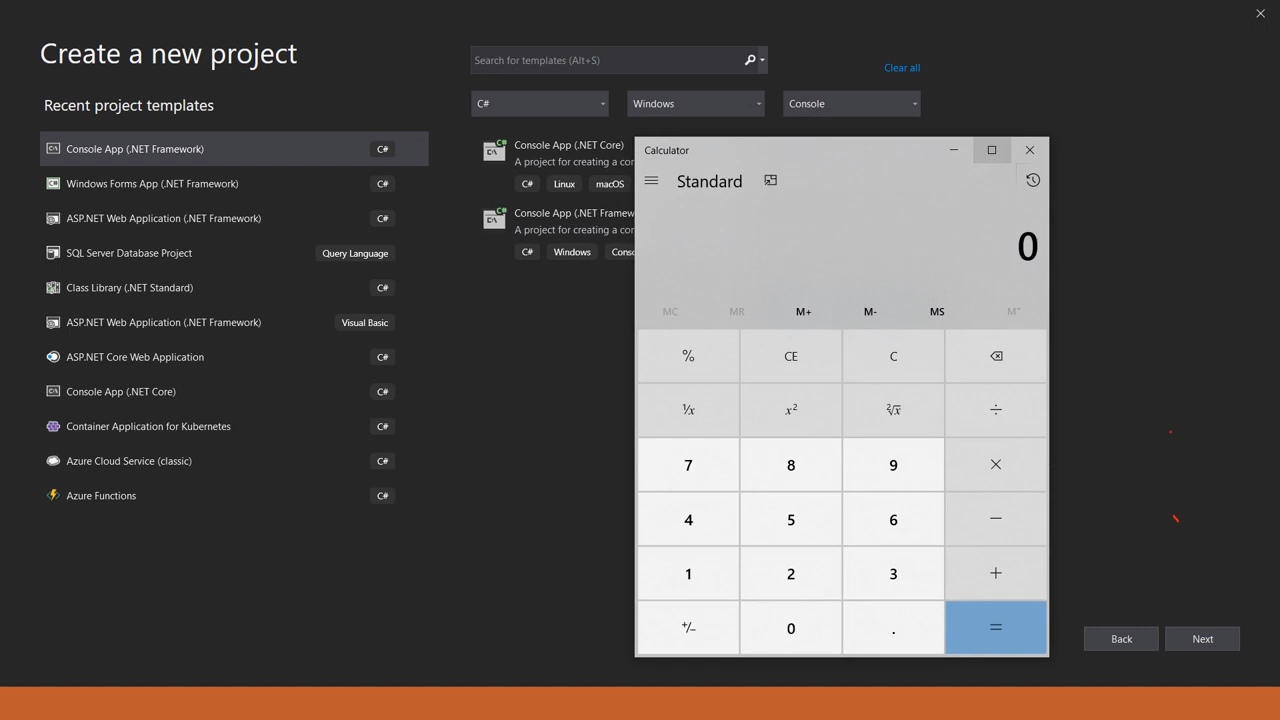 Create a new project
Recent project templates
Console App (.NET Framework) C#
Windows Forms App (.NET Framework) C#
ASP.NET Web Application (.NET Framework) C#
SQL Server Database Project Query Language
Class Library (.NET Standard) C#
ASP.NET Web Application (.NET Framework) Visual Basic
ASP.NET Core Web Application C#
Console App (.NET Core) C#
Container Application for Kubernetes C#
Azure Cloud Service (classic) C#
Azure Functions C#
Search for templates (Alt+S)
Clear all
C# Windows Console
Console App (.NET Core)
A project for creating a
C# Linux macOS
Console App (.NET
A project for creating a
C# Windows
Calculator
Standard
0
MC MR M+ M- MS M˅
% CE C
⅟x x² ²√x ÷
7 8 9 ×
4 5 6 −
1 2 3 +
+/− 0 . =
Back Next